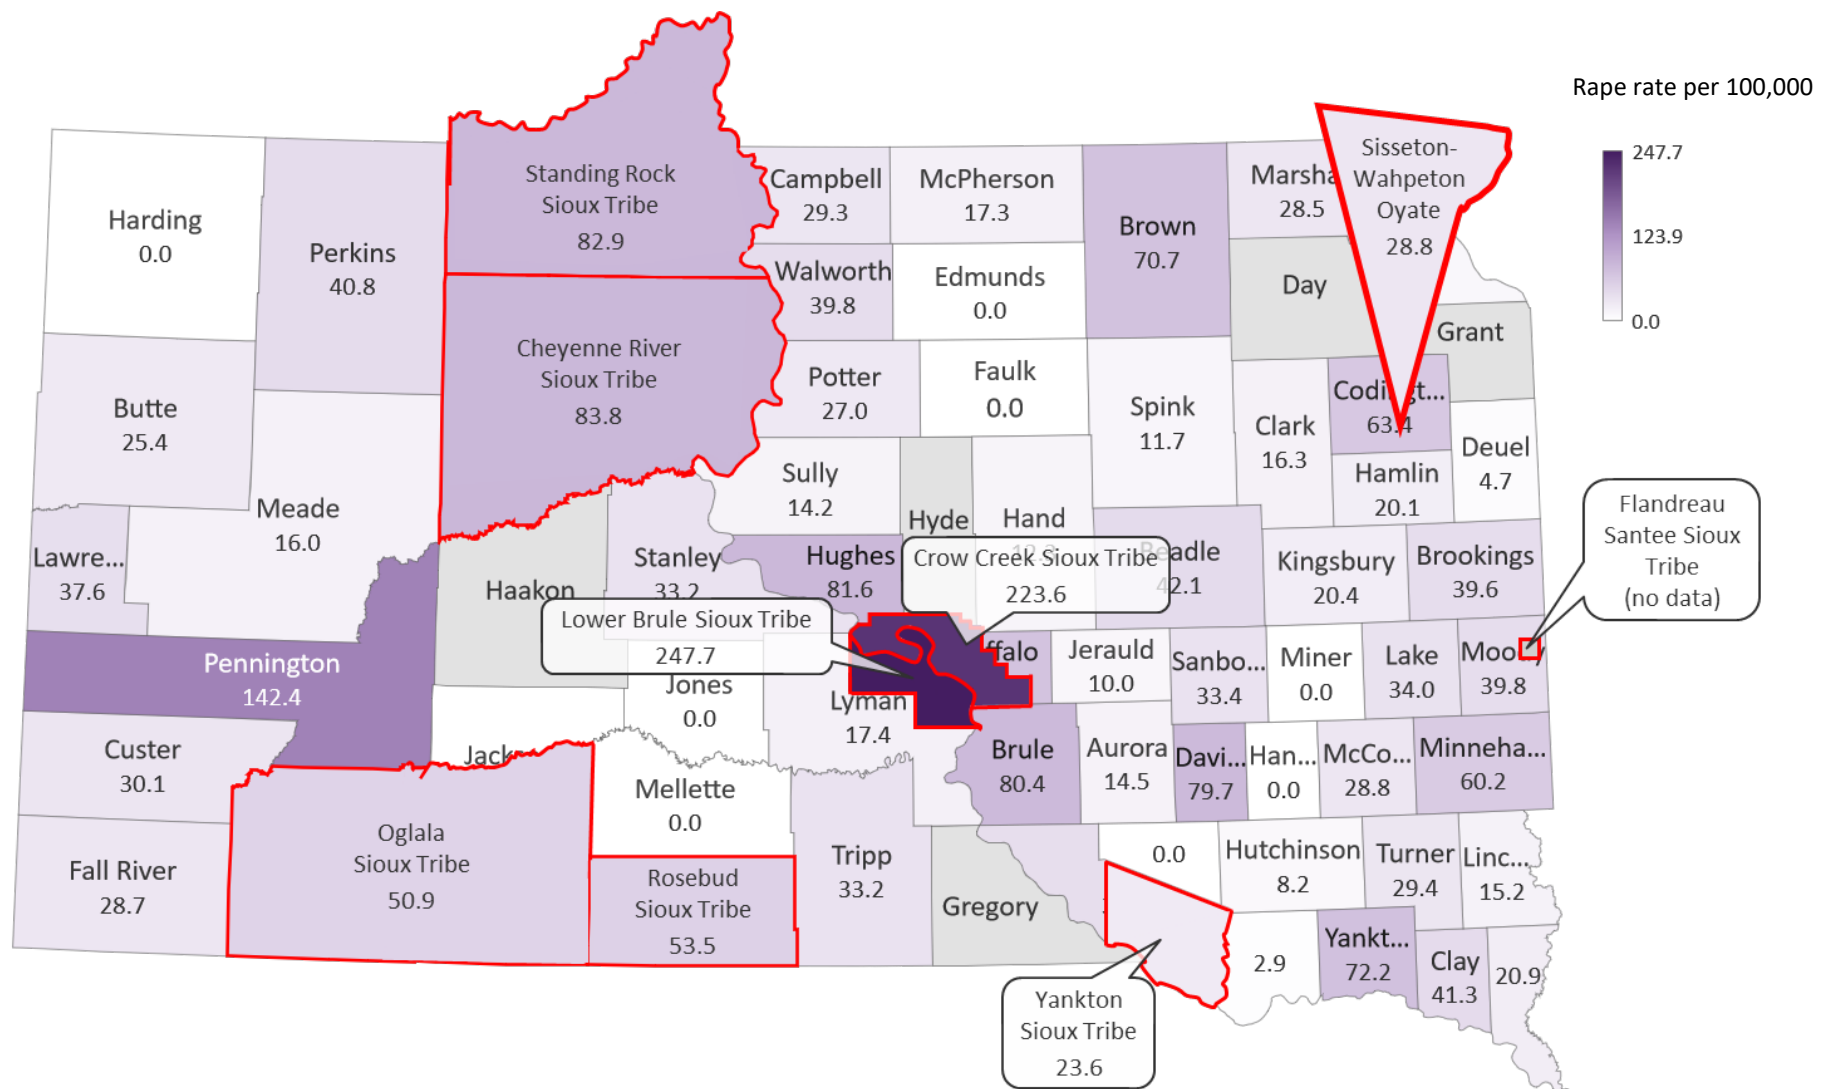 Rape rate per 100,000
247.7
123.9
0.0
Harding
0.0
Perkins
40.8
Standing Rock
Sioux Tribe
82.9
Campbell
29.3
McPherson
17.3
Brown
70.7
Marsha
28.5
Sisseton-
Wahpeton
Oyate
28.8
Walworth
39.8
Edmunds
0.0
Day
Grant
Butte
25.4
Cheyenne River
Sioux Tribe
83.8
Potter
27.0
Faulk
0.0
Spink
11.7
Clark
16.3
63.4
Deuel
4.7
Meade
16.0
Sully
14.2
Hyde
Hand
Hamlin
20.1
Flandreau
Santee Sioux
Tribe
(no data)
Lawre...
37.6
Haakon
Stanley
33.2
Hughes
81.6
Crow Creek Sioux Tribe
223.6
Beadle
42.1
Kingsbury
20.4
Brookings
39.6
Lower Brule Sioux Tribe
247.7
Pennington
142.4
Jones
0.0
Lyman
17.4
ffalo
Jerauld
10.0
Sanbo...
33.4
Miner
0.0
Lake
34.0
39.8
Custer
30.1
Jack
Mellette
0.0
Brule
80.4
Aurora
14.5
Davi...
79.7
Han...
0.0
McCo...
28.8
Minneha...
60.2
Fall River
28.7
Oglala
Sioux Tribe
50.9
Rosebud
Sioux Tribe
53.5
Tripp
33.2
Gregory
0.0
Hutchinson
8.2
Turner
29.4
Linc...
15.2
Yankton
Sioux Tribe
23.6
2.9
Yankt...
72.2
Clay
41.3
20.9